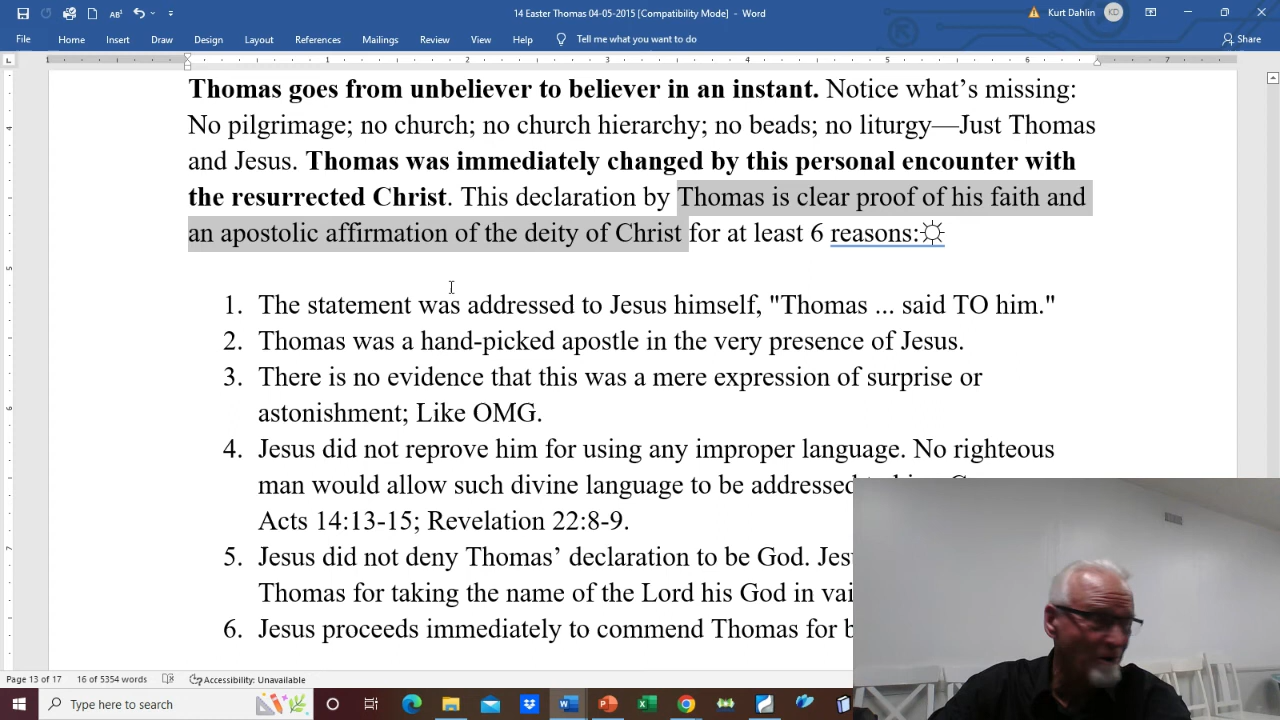 14 Easter Thomas 04-05-2015 [Compatibility Mode] - Word
Kurt Dahlin KD
File Home Insert Draw Design Layout References Mailings Review View Help Tell me what you want to do Share
1 1 2 3 4 5 6 7
Thomas goes from unbeliever to believer in an instant. Notice what’s missing:
No pilgrimage; no church; no church hierarchy; no beads; no liturgy—Just Thomas
and Jesus. Thomas was immediately changed by this personal encounter with
the resurrected Christ. This declaration by Thomas is clear proof of his faith and
an apostolic affirmation of the deity of Christ for at least 6 reasons:☼
1. The statement was addressed to Jesus himself, "Thomas ... said TO him."
2. Thomas was a hand-picked apostle in the very presence of Jesus.
3. There is no evidence that this was a mere expression of surprise or
astonishment; Like OMG.
4. Jesus did not reprove him for using any improper language. No righteous
man would allow such divine language to be addressed
Acts 14:13-15; Revelation 22:8-9.
5. Jesus did not deny Thomas’ declaration to be God.
Thomas for taking the name of the Lord his God in
6. Jesus proceeds immediately to commend Thomas for
Page 13 of 17 16 of 5354 words Accessibility: Unavailable
Type here to search